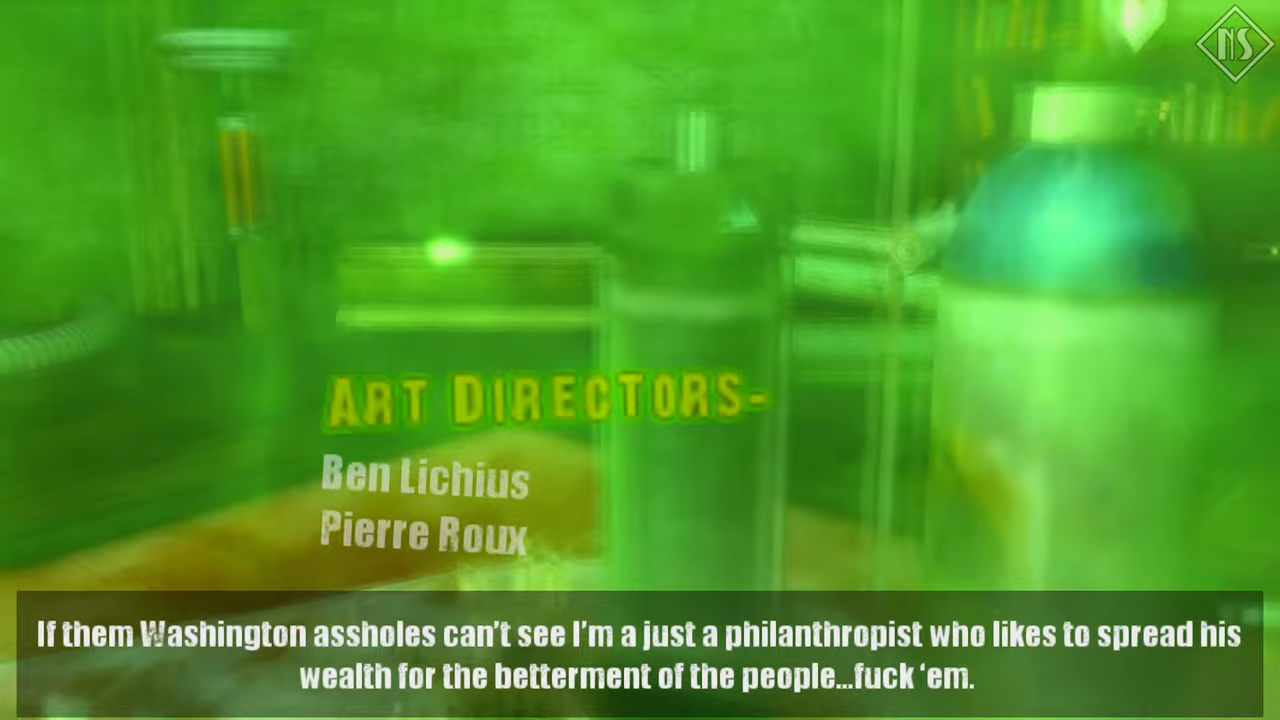 NS
ART DIRECTORS-
Ben Lichius
Pierre Roux
If them Washington assholes can’t see I’m a just a philanthropist who likes to spread his
wealth for the betterment of the people...fuck ‘em.